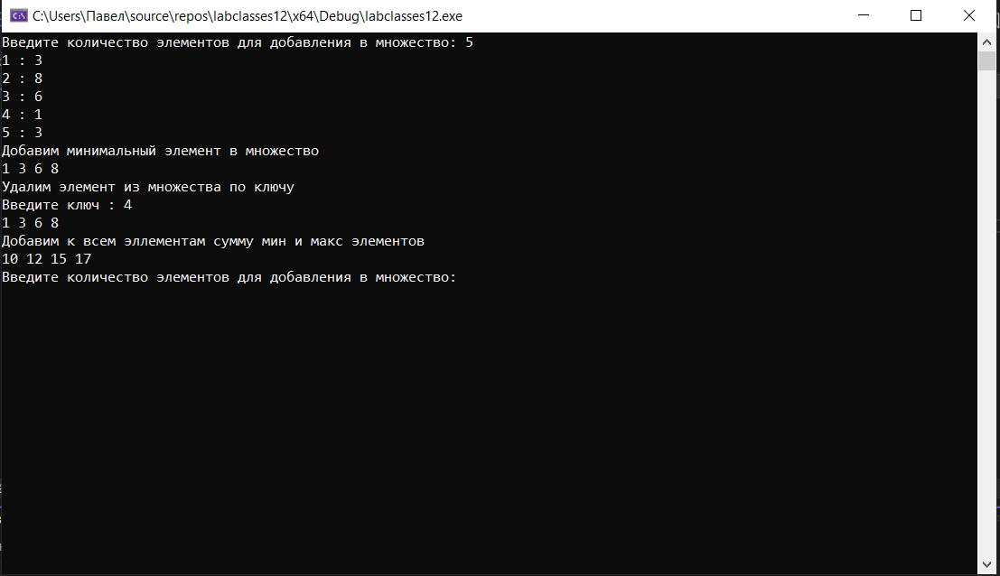 C:\Users\Павел\source\repos\labclasses12\x64\Debug\labclasses12.exe
Введите количество элементов для добавления в множество: 5
1 : 3
2 : 8
3 : 6
4 : 1
5 : 3
Добавим минимальный элемент в множество
1 3 6 8
Удалим элемент из множества по ключу
Введите ключ : 4
1 3 6 8
Добавим к всем эллементам сумму мин и макс элементов
10 12 15 17
Введите количество элементов для добавления в множество: